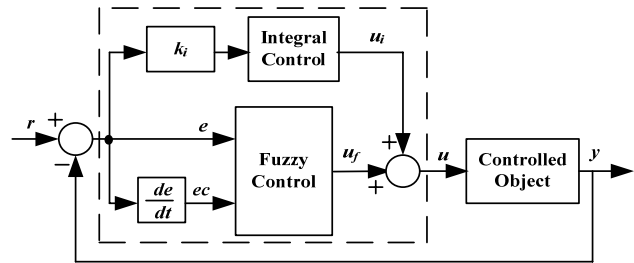 k_i
Integral
Control
u_i
r
+
−
e
Fuzzy
Control
u_f
+
+
u
Controlled
Object
y
de
dt
ec